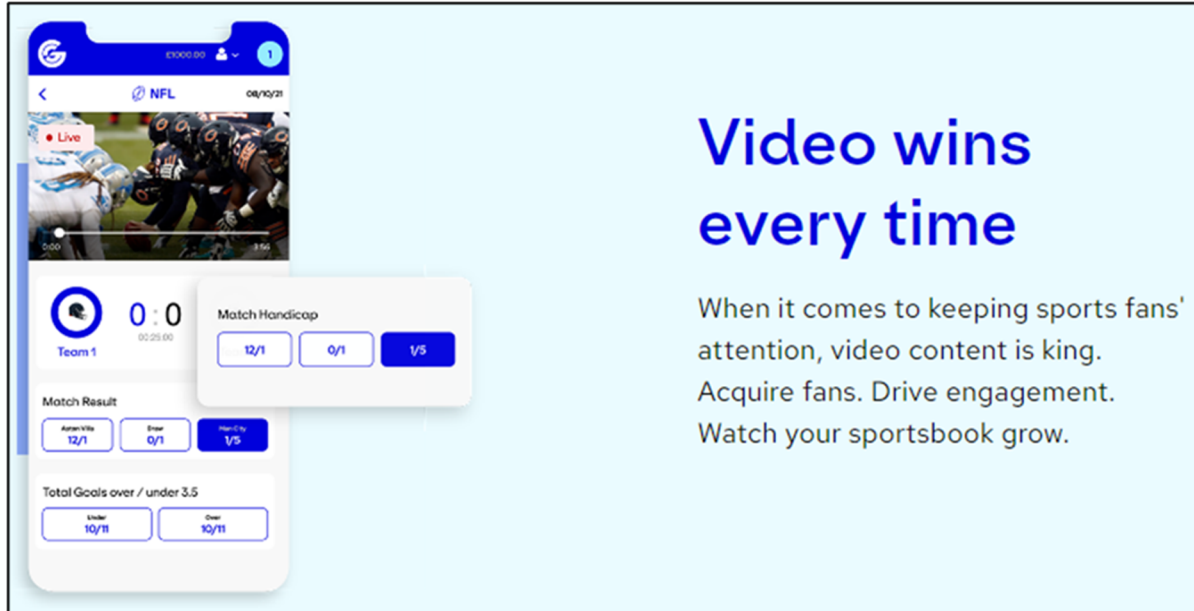 £1000.00
1
NFL
08/10/21
Live
0:00 3:56
Team 1
0 : 0
00:25:00
Match Handicap
12/1 0/1 1/5
Match Result
Aston Villa Draw Man City
12/1 0/1 1/5
Total Goals over / under 3.5
Under Over
10/11 10/11
Video wins
every time
When it comes to keeping sports fans'
attention, video content is king.
Acquire fans. Drive engagement.
Watch your sportsbook grow.